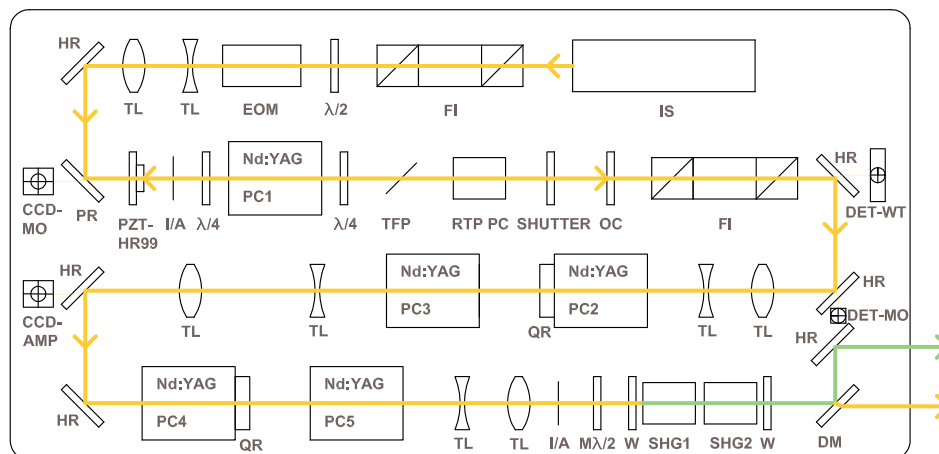 HR
TL
TL
EOM
λ/2
FI
IS
Nd:YAG
PC1
HR
CCD-
MO
PR
PZT-
HR99
I/A
λ/4
λ/4
TFP
RTP PC
SHUTTER
OC
FI
DET-WT
HR
Nd:YAG
PC3
Nd:YAG
PC2
HR
CCD-
AMP
TL
TL
QR
TL
TL
DET-MO
HR
Nd:YAG
PC4
Nd:YAG
PC5
HR
QR
TL
TL
I/A
Mλ/2
W
SHG1
SHG2
W
DM